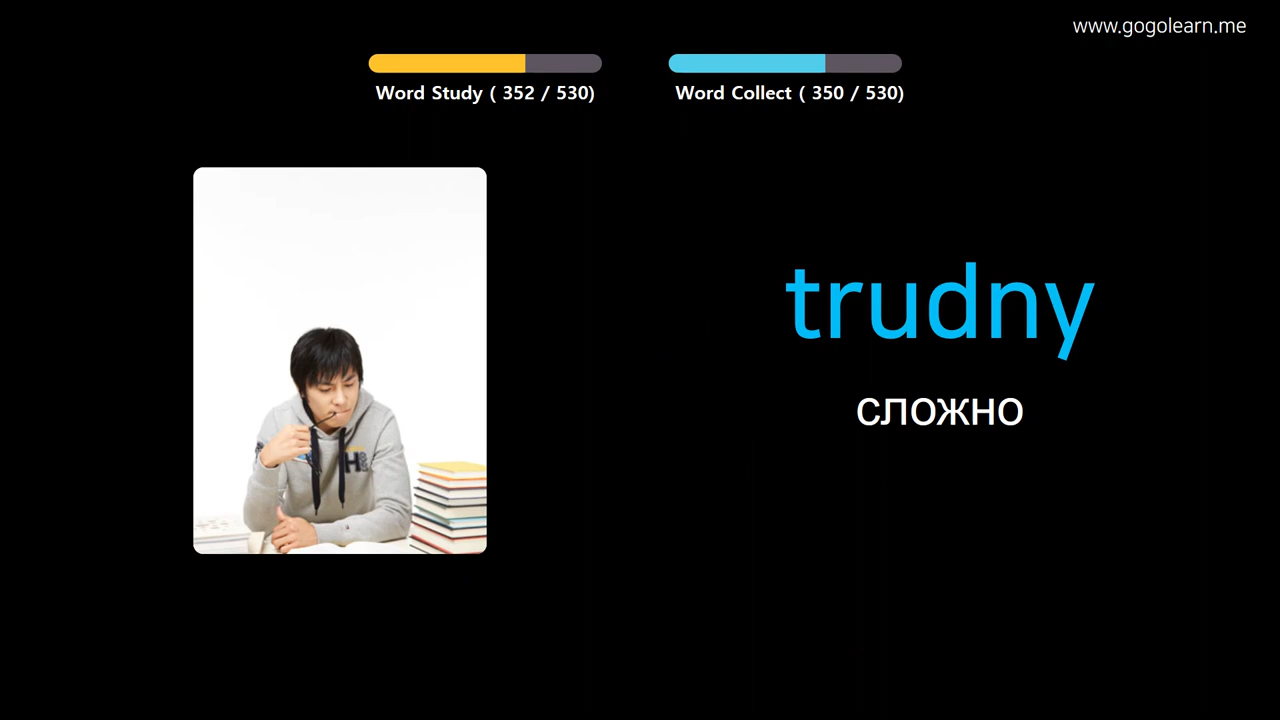 www.gogolearn.me
Word Study ( 352 / 530)
Word Collect ( 350 / 530)
trudny
сложно
H